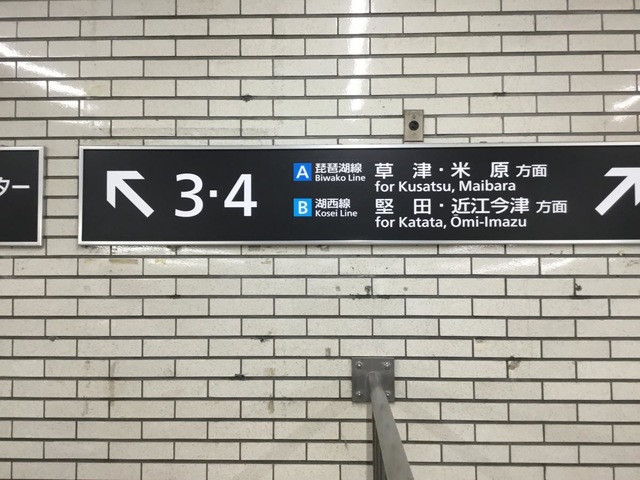 ター
3・4
A 琵琶湖線 草津・米原方面
Biwako Line for Kusatsu, Maibara
B 湖西線 堅田・近江今津方面
Kosei Line for Katata, Ōmi-Imazu